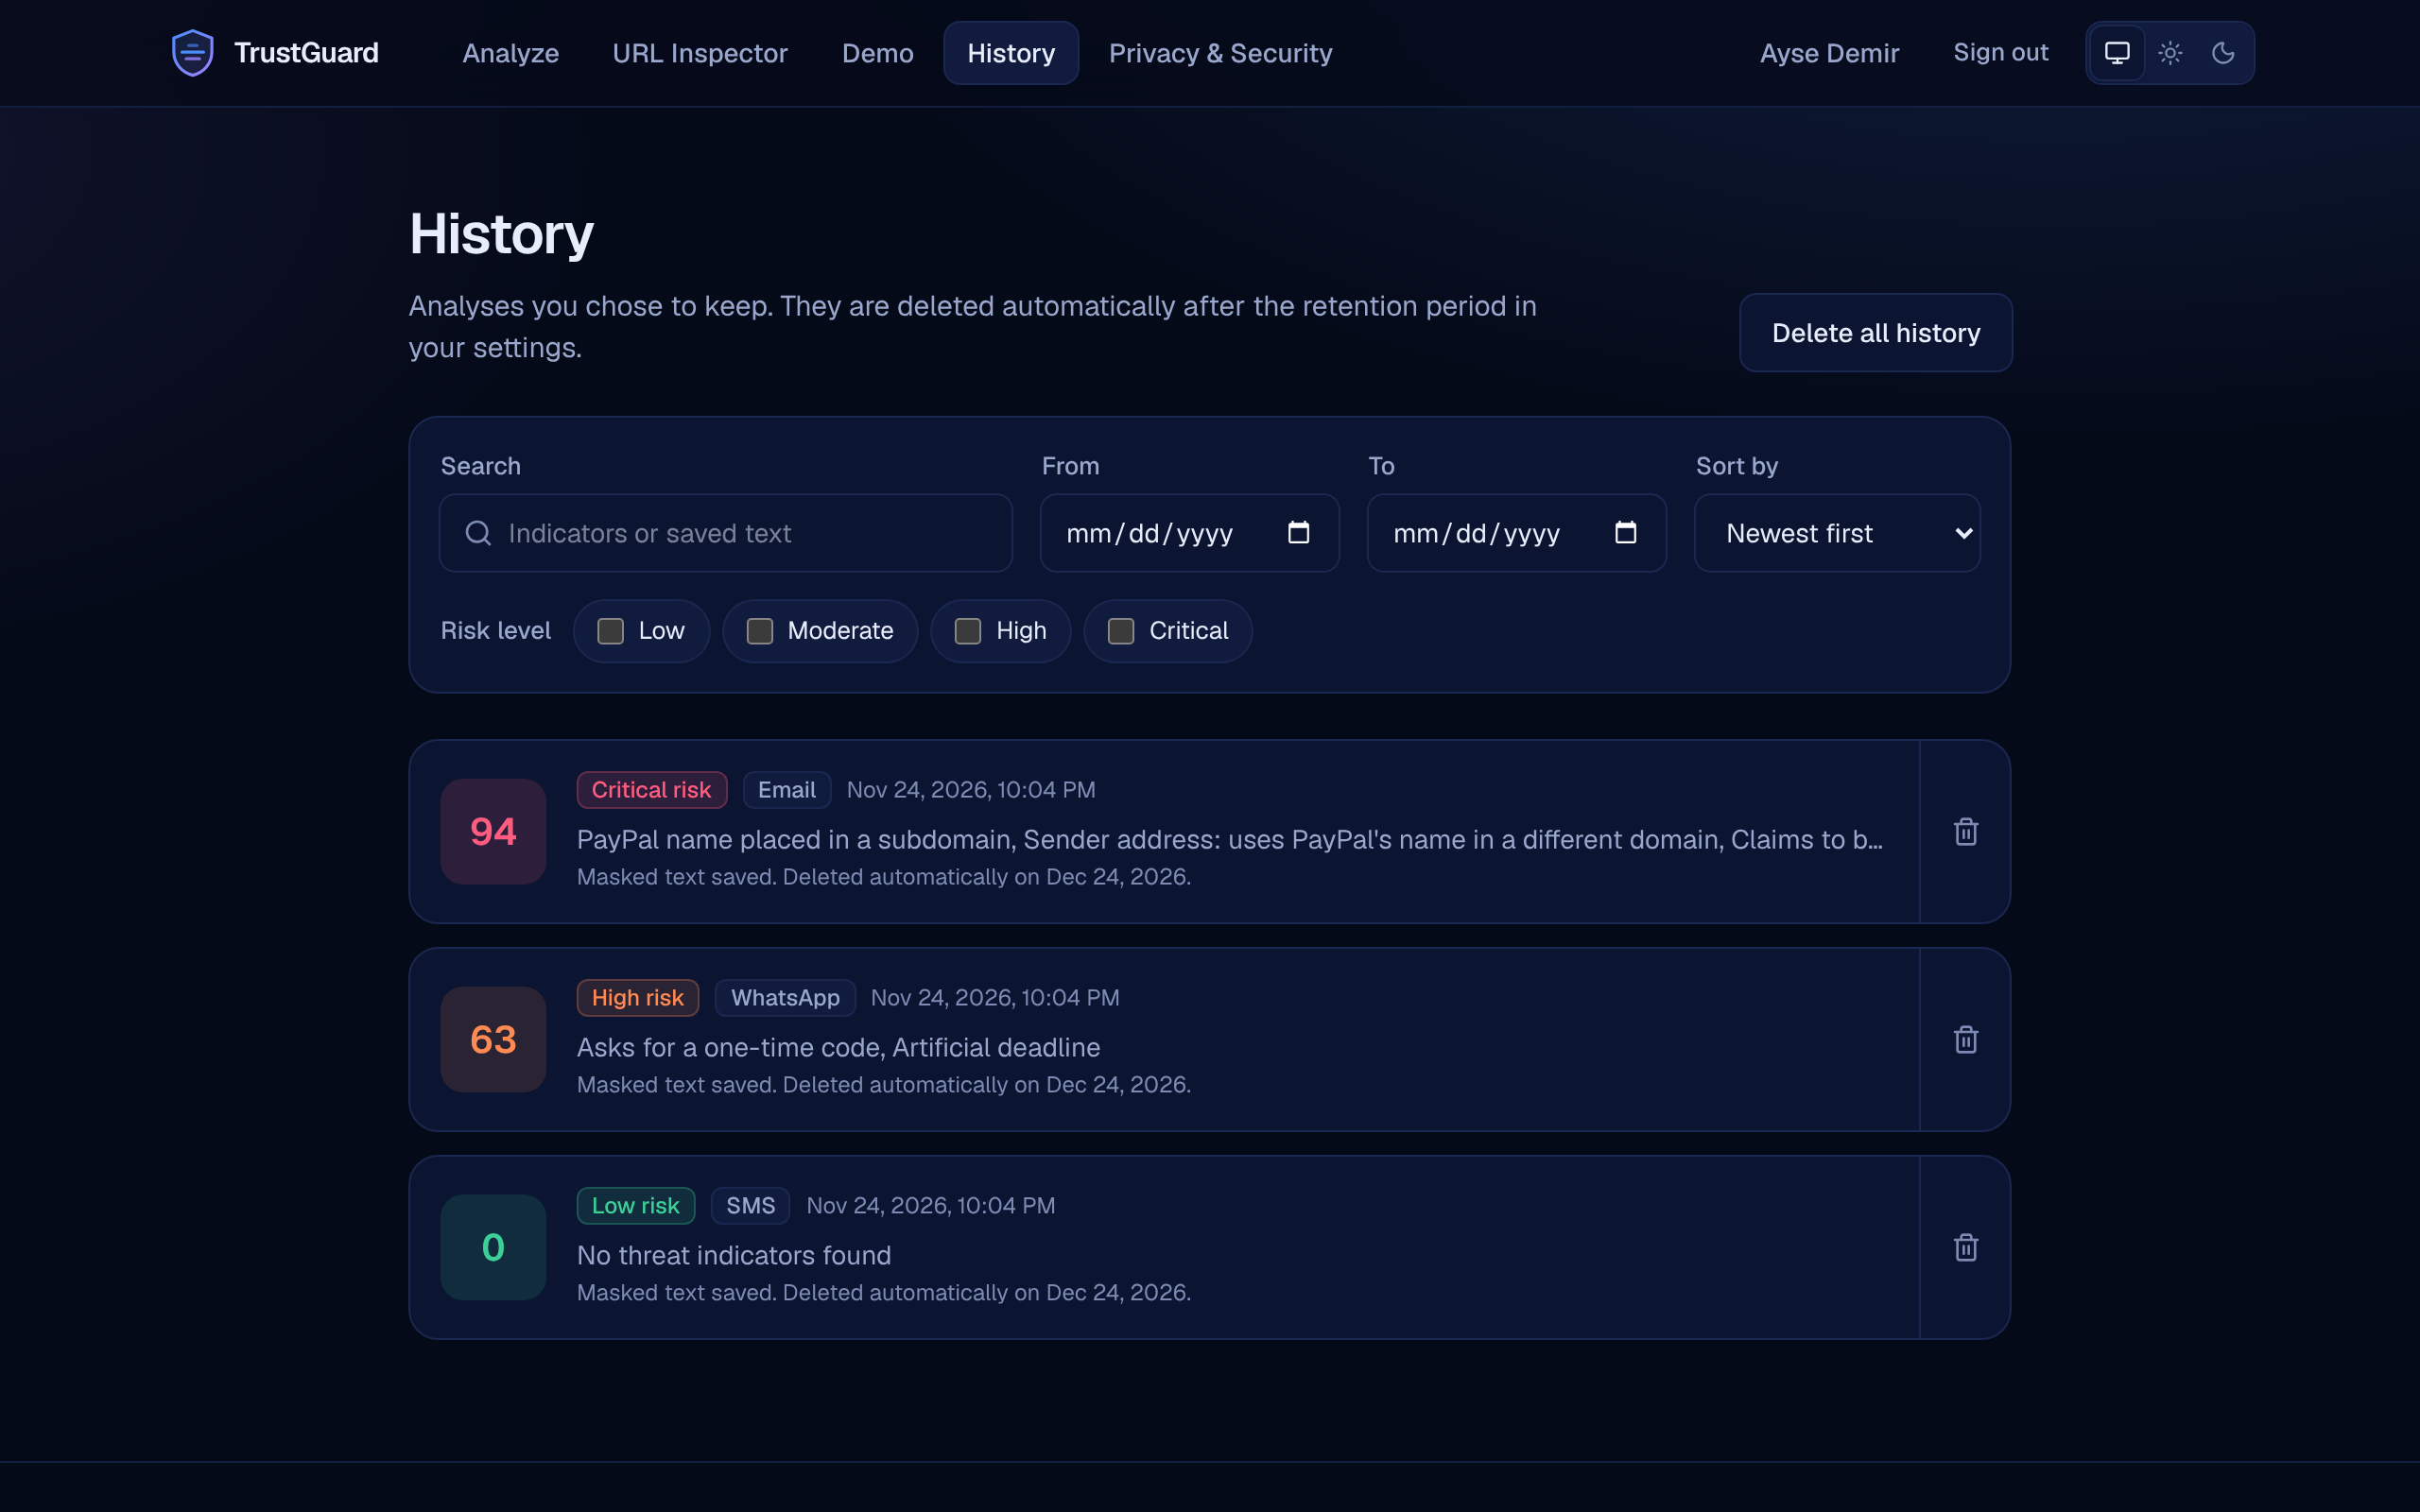 TrustGuard Analyze URL Inspector Demo History Privacy & Security Ayse Demir Sign out
History
Analyses you chose to keep. They are deleted automatically after the retention period in
your settings.
Delete all history
Search From To Sort by
Indicators or saved text mm/dd/yyyy mm/dd/yyyy Newest first
Risk level Low Moderate High Critical
94
Critical risk Email Nov 24, 2026, 10:04 PM
PayPal name placed in a subdomain, Sender address: uses PayPal's name in a different domain, Claims to b...
Masked text saved. Deleted automatically on Dec 24, 2026.
63
High risk WhatsApp Nov 24, 2026, 10:04 PM
Asks for a one-time code, Artificial deadline
Masked text saved. Deleted automatically on Dec 24, 2026.
0
Low risk SMS Nov 24, 2026, 10:04 PM
No threat indicators found
Masked text saved. Deleted automatically on Dec 24, 2026.